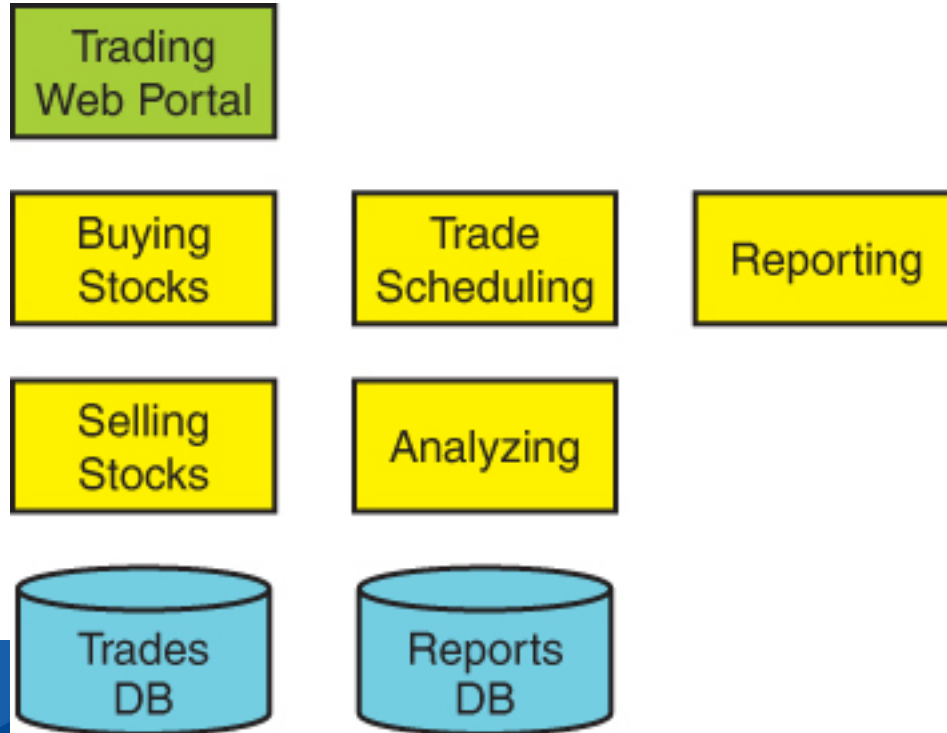 Trading
Web Portal
Buying
Stocks
Trade
Scheduling
Reporting
Selling
Stocks
Analyzing
Trades
DB
Reports
DB